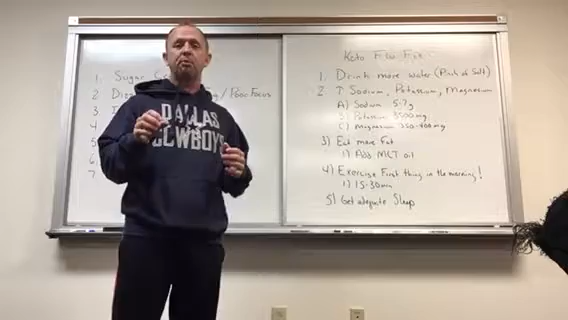 1. Sugar
2 Diz / Poor Focus
3
4
5
6.
7
DALLAS
COWBOYS
Keto Flu Fix
1. Drink more water (Pinch of Salt)
2 ↑ Sodium, Potassium, Magnesium
A) Sodium 5-7g
B) Potassium 3500mg
C) Magnesium 350-400mg
3) Eat more Fat
1) Add MCT oil
4) Exercise First thing in the morning!
1) 15-30min
5) Get adequate Sleep